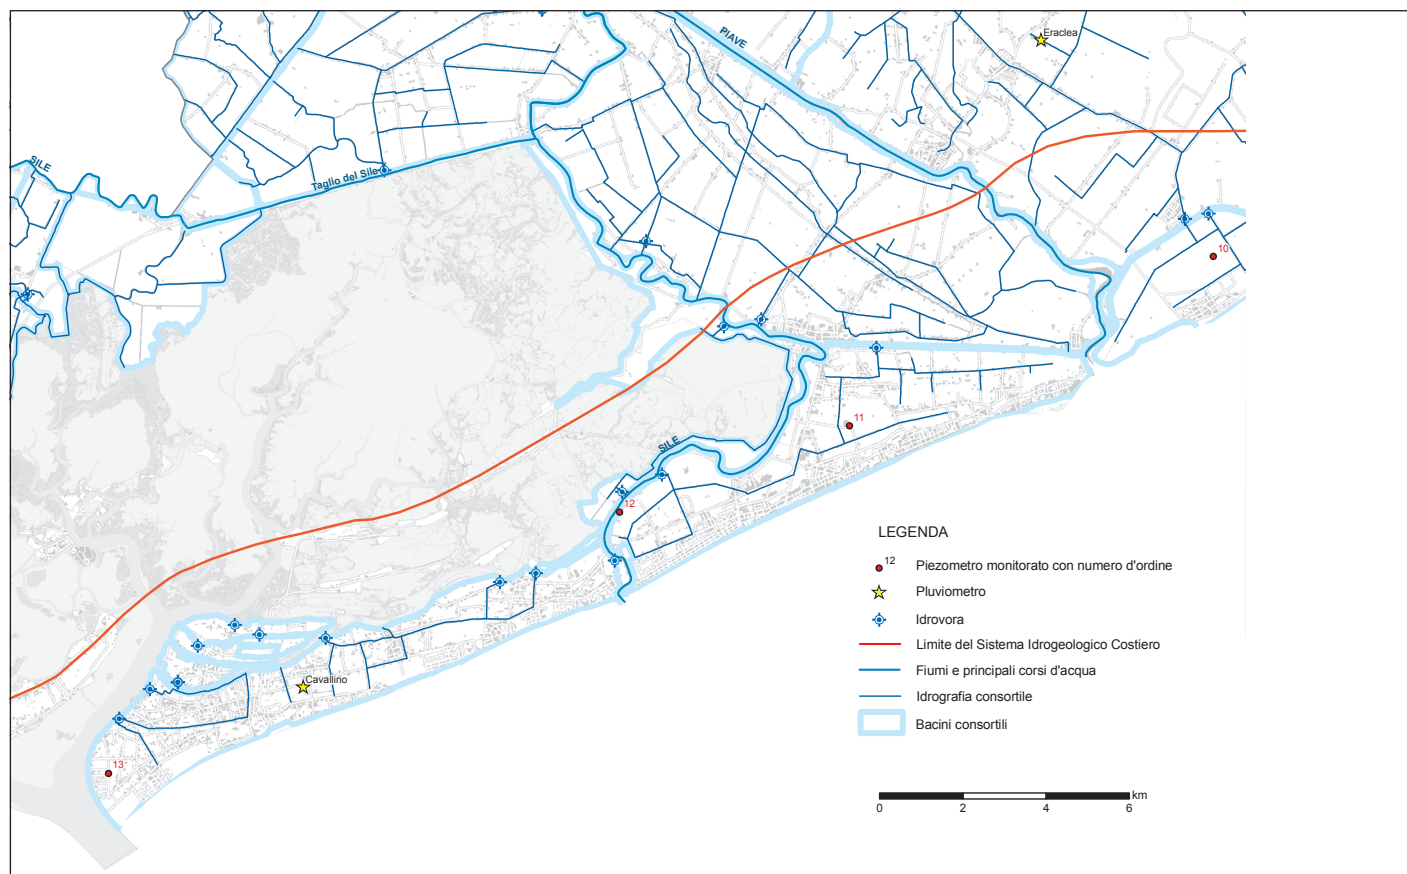 Eraclea
PIAVE
SILE
Taglio del Sile
10
11
SILE
12
Cavallino
13
LEGENDA
12 Piezometro monitorato con numero d'ordine
Pluviometro
Idrovora
Limite del Sistema Idrogeologico Costiero
Fiumi e principali corsi d'acqua
Idrografia consortile
Bacini consortili
km
0 2 4 6